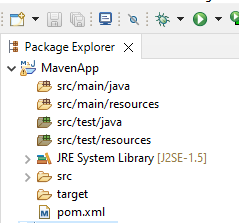 Package Explorer
MavenApp
src/main/java
src/main/resources
src/test/java
src/test/resources
JRE System Library [J2SE-1.5]
src
target
pom.xml